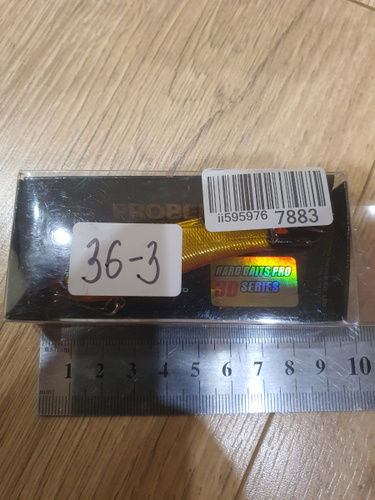 ii595976 7883
36-3
HARD BAITS PRO
3D SERIES
1 2 3 4 5 6 7 8 9 10